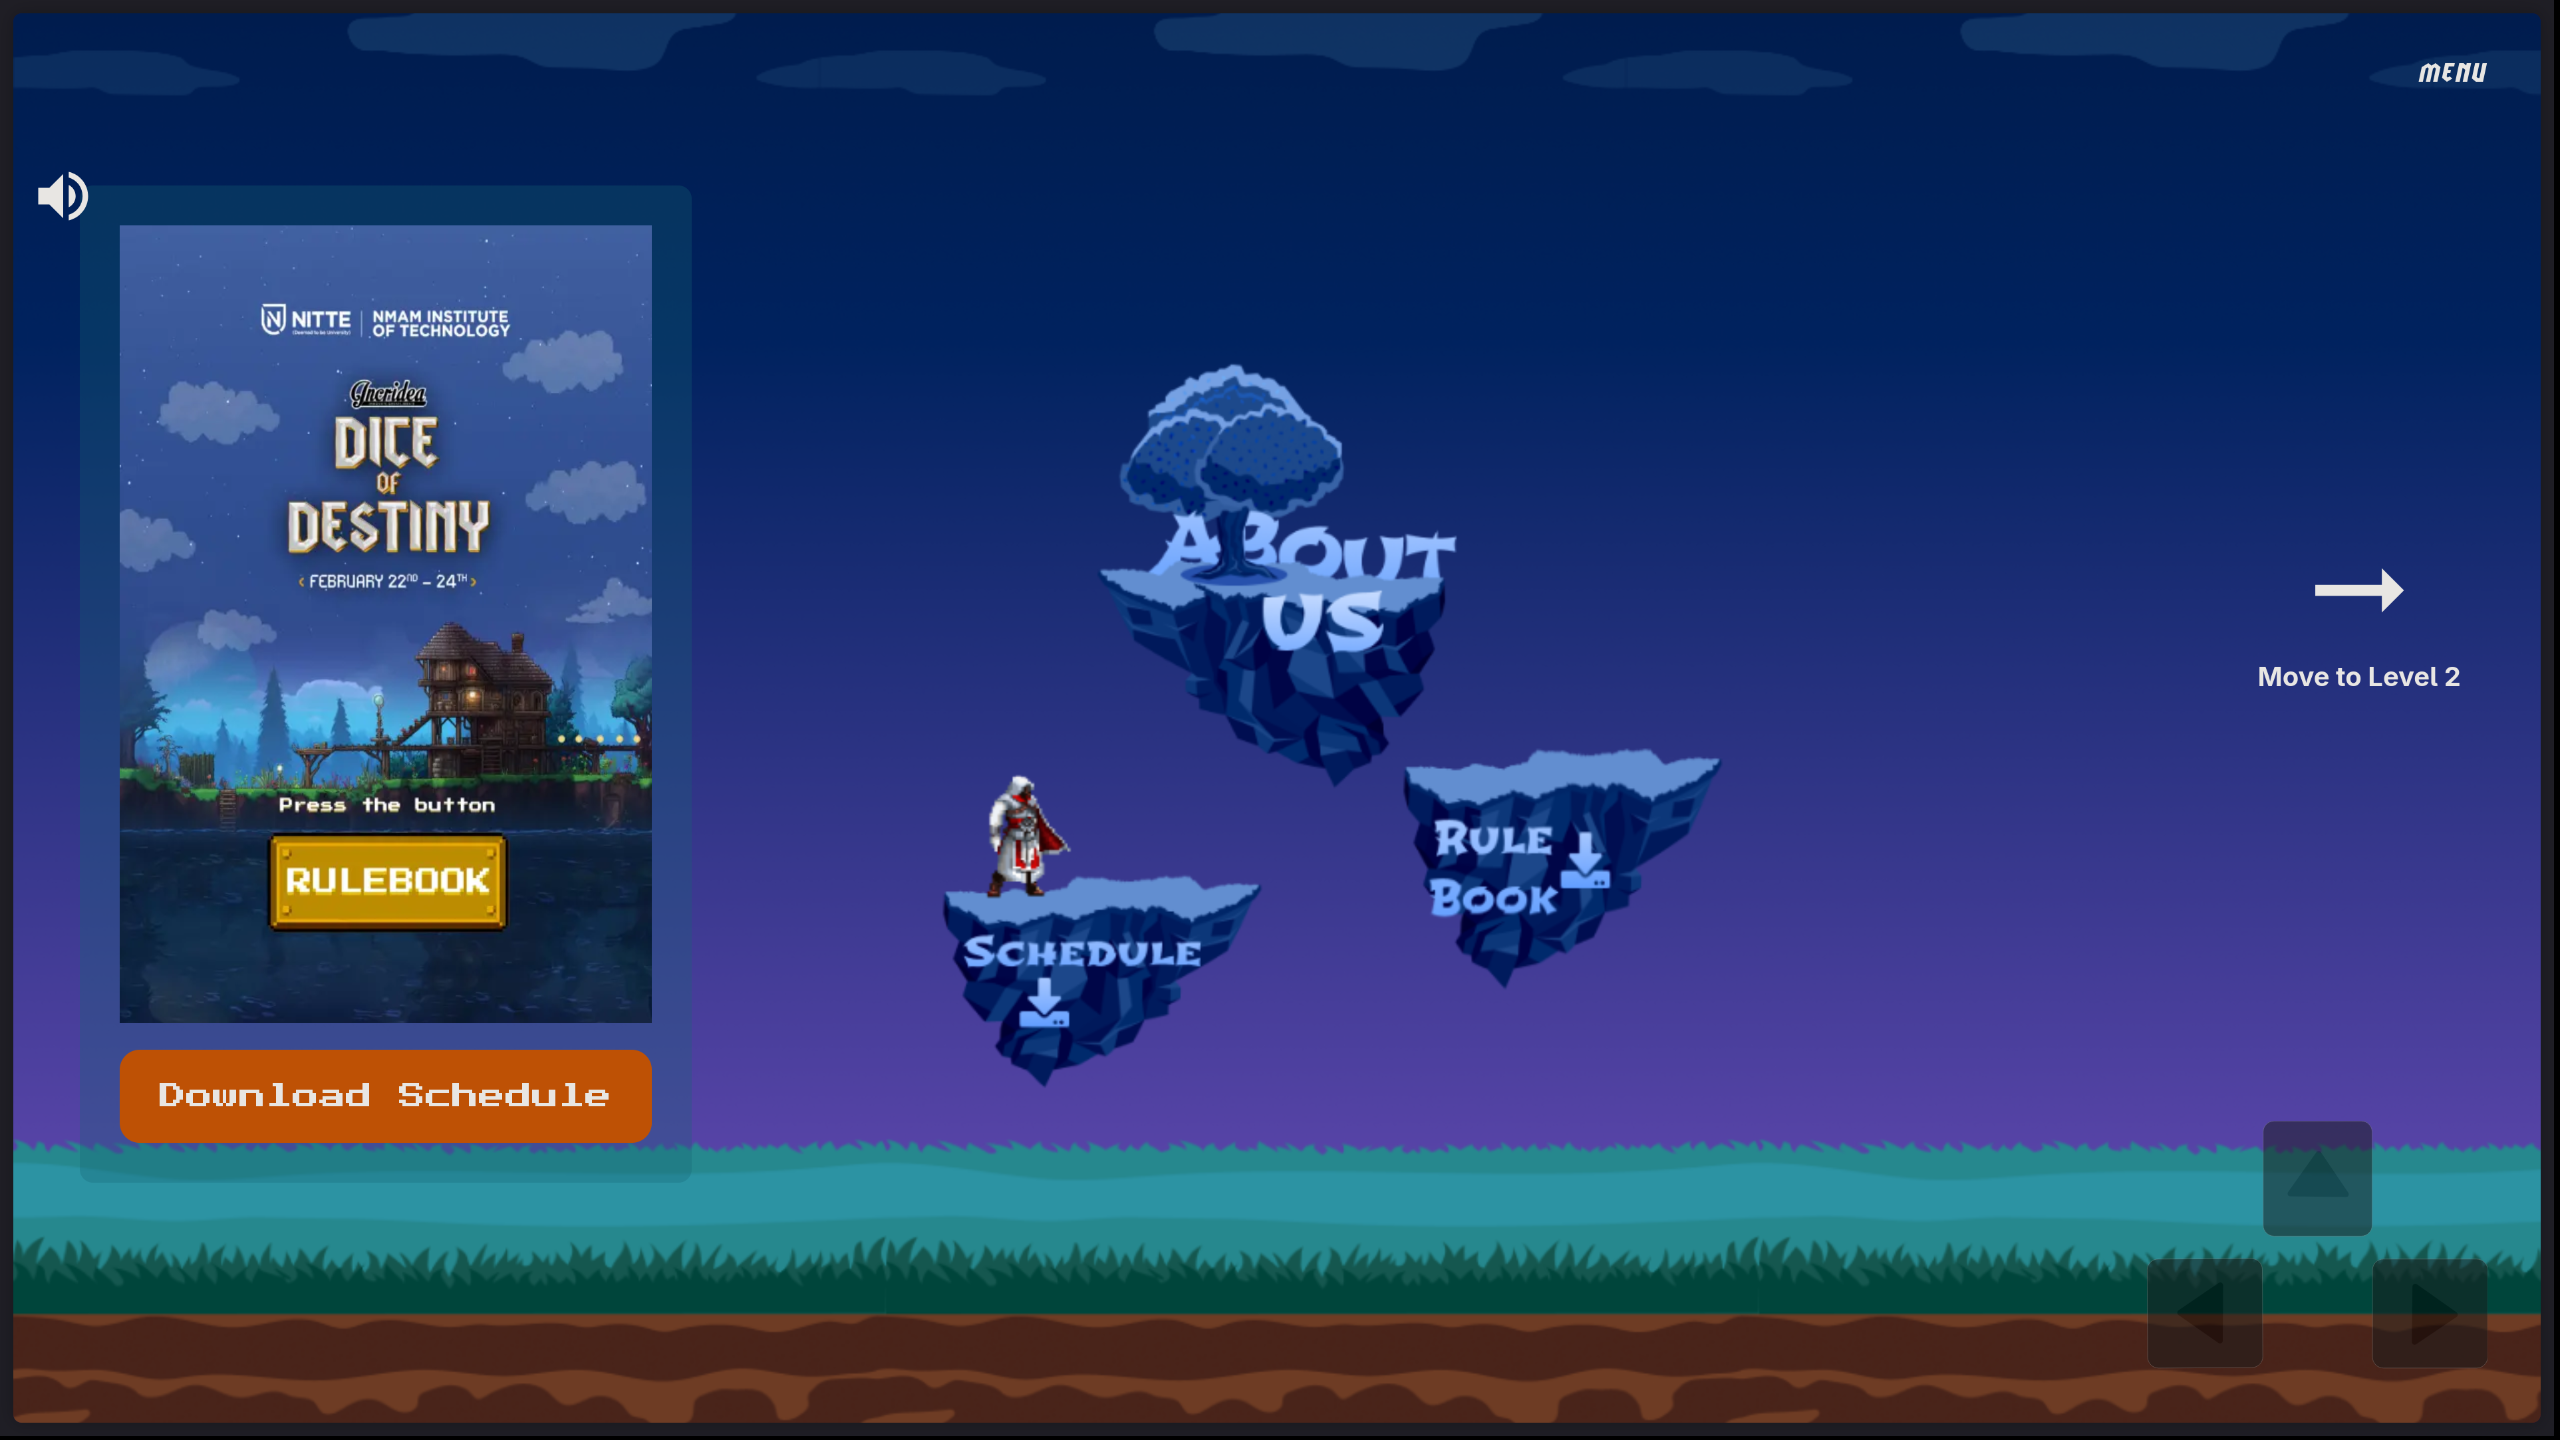 MENU
NITTE
NMAM INSTITUTE
OF TECHNOLOGY
Incridea
DICE
OF
DESTINY
‹ FEBRUARY 22ND – 24TH ›
Press the button
RULEBOOK
Download Schedule
ABOUT
US
RULE
BOOK
SCHEDULE
Move to Level 2